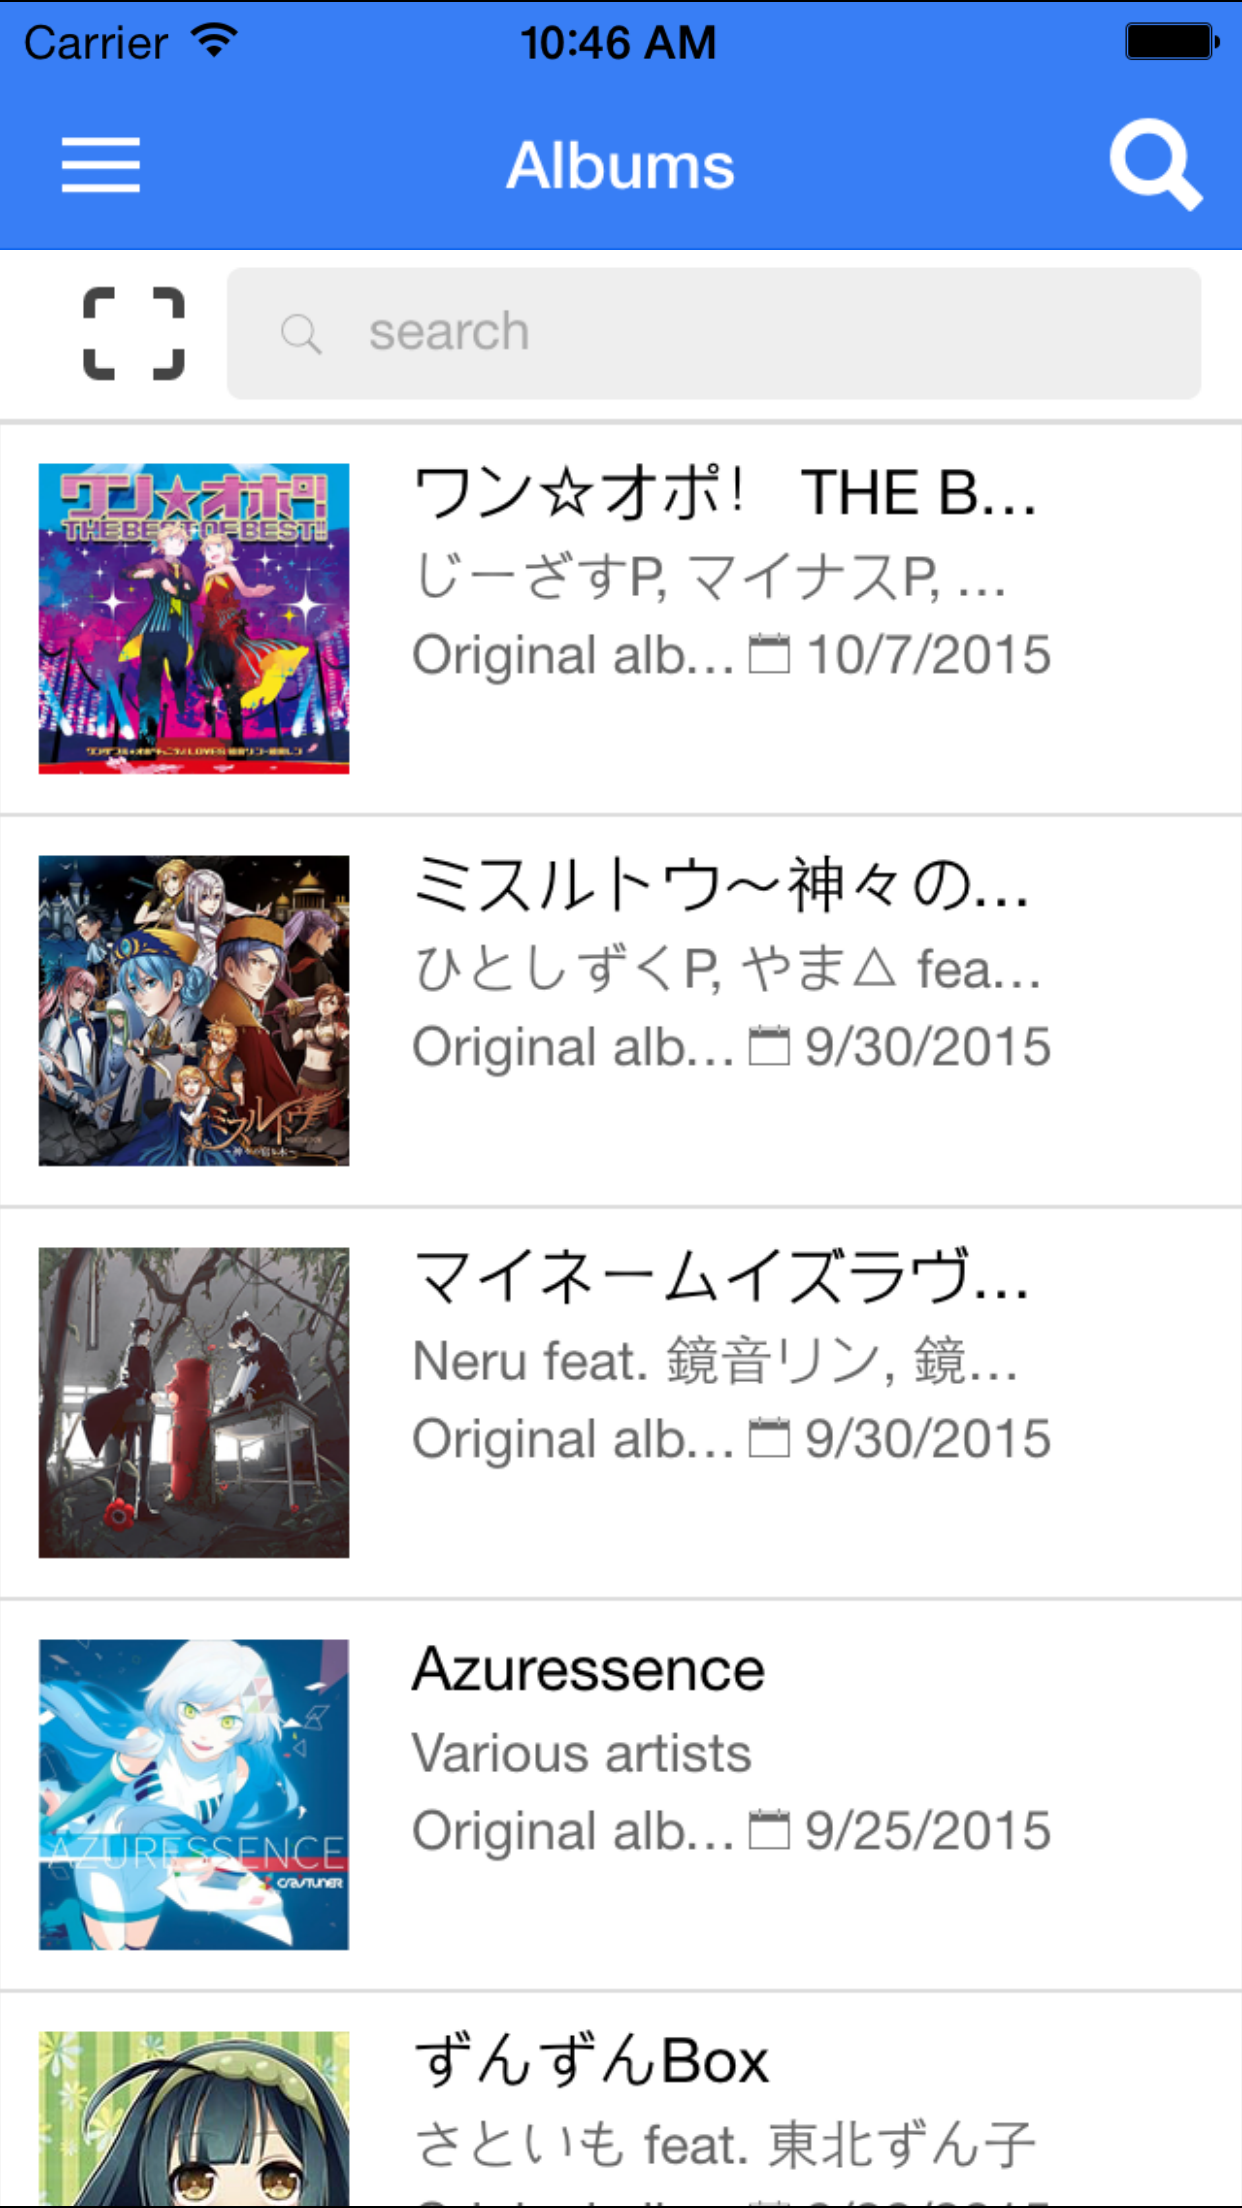 Carrier 10:46 AM
Albums
search
ワン☆オポ!
THE BEST OF BEST!!
ワン☆オポ！ THE B...
じーざすP, マイナスP, ...
Original alb... 10/7/2015
ミスルトウ
ミスルトウ～神々の...
ひとしずくP, やま△ fea...
Original alb... 9/30/2015
マイネームイズラヴ...
Neru feat. 鏡音リン, 鏡...
Original alb... 9/30/2015
AZURESSENCE
Azuressence
Various artists
Original alb... 9/25/2015
ずんずんBox
さといも feat. 東北ずん子